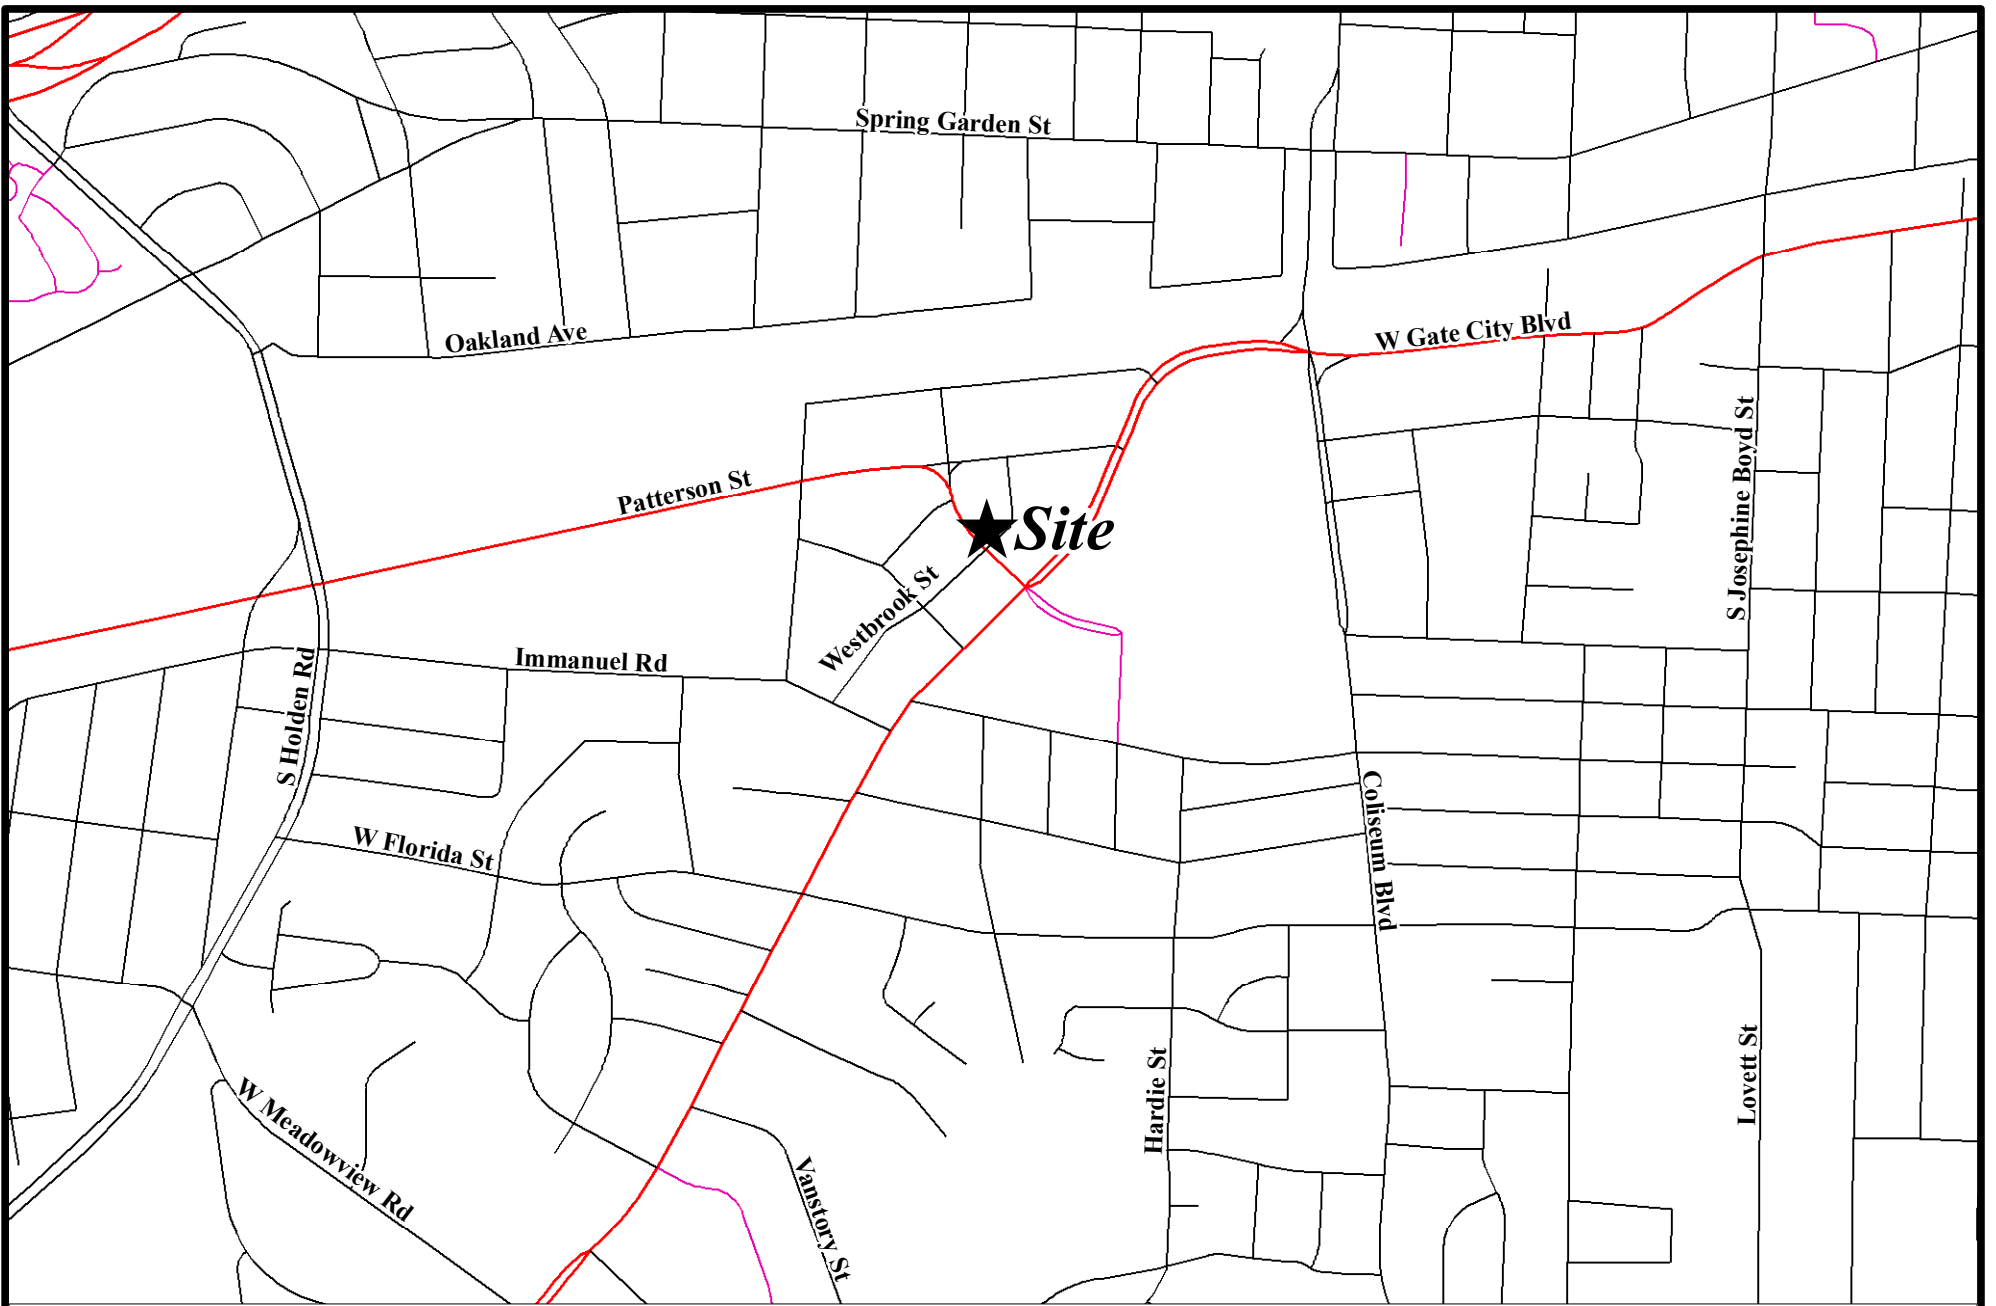 Spring Garden St
Oakland Ave
W Gate City Blvd
Patterson St
S Josephine Boyd St
Site
Westbrook St
Immanuel Rd
S Holden Rd
Coliseum Blvd
W Florida St
Hardie St
Lovett St
W Meadowview Rd
Vanstory St